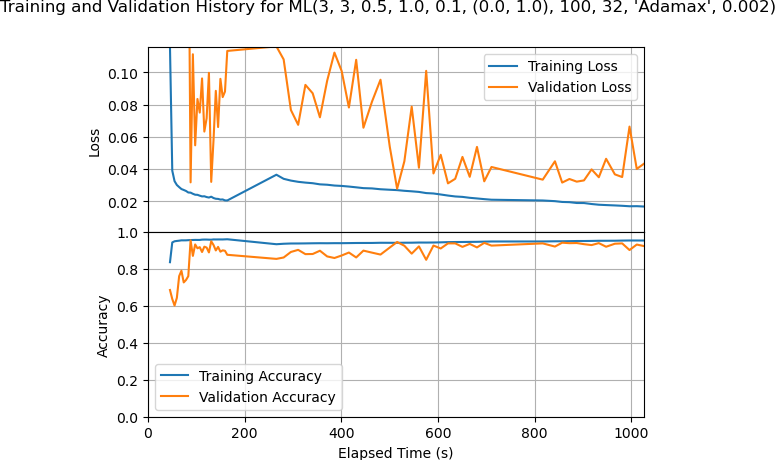 Training and Validation History for ML(3, 3, 0.5, 1.0, 0.1, (0.0, 1.0), 100, 32, 'Adamax', 0.002)
0.10
0.08
0.06
0.04
0.02
Loss
Training Loss
Validation Loss
1.0
0.8
0.6
0.4
0.2
0.0
Accuracy
Training Accuracy
Validation Accuracy
0 200 400 600 800 1000
Elapsed Time (s)